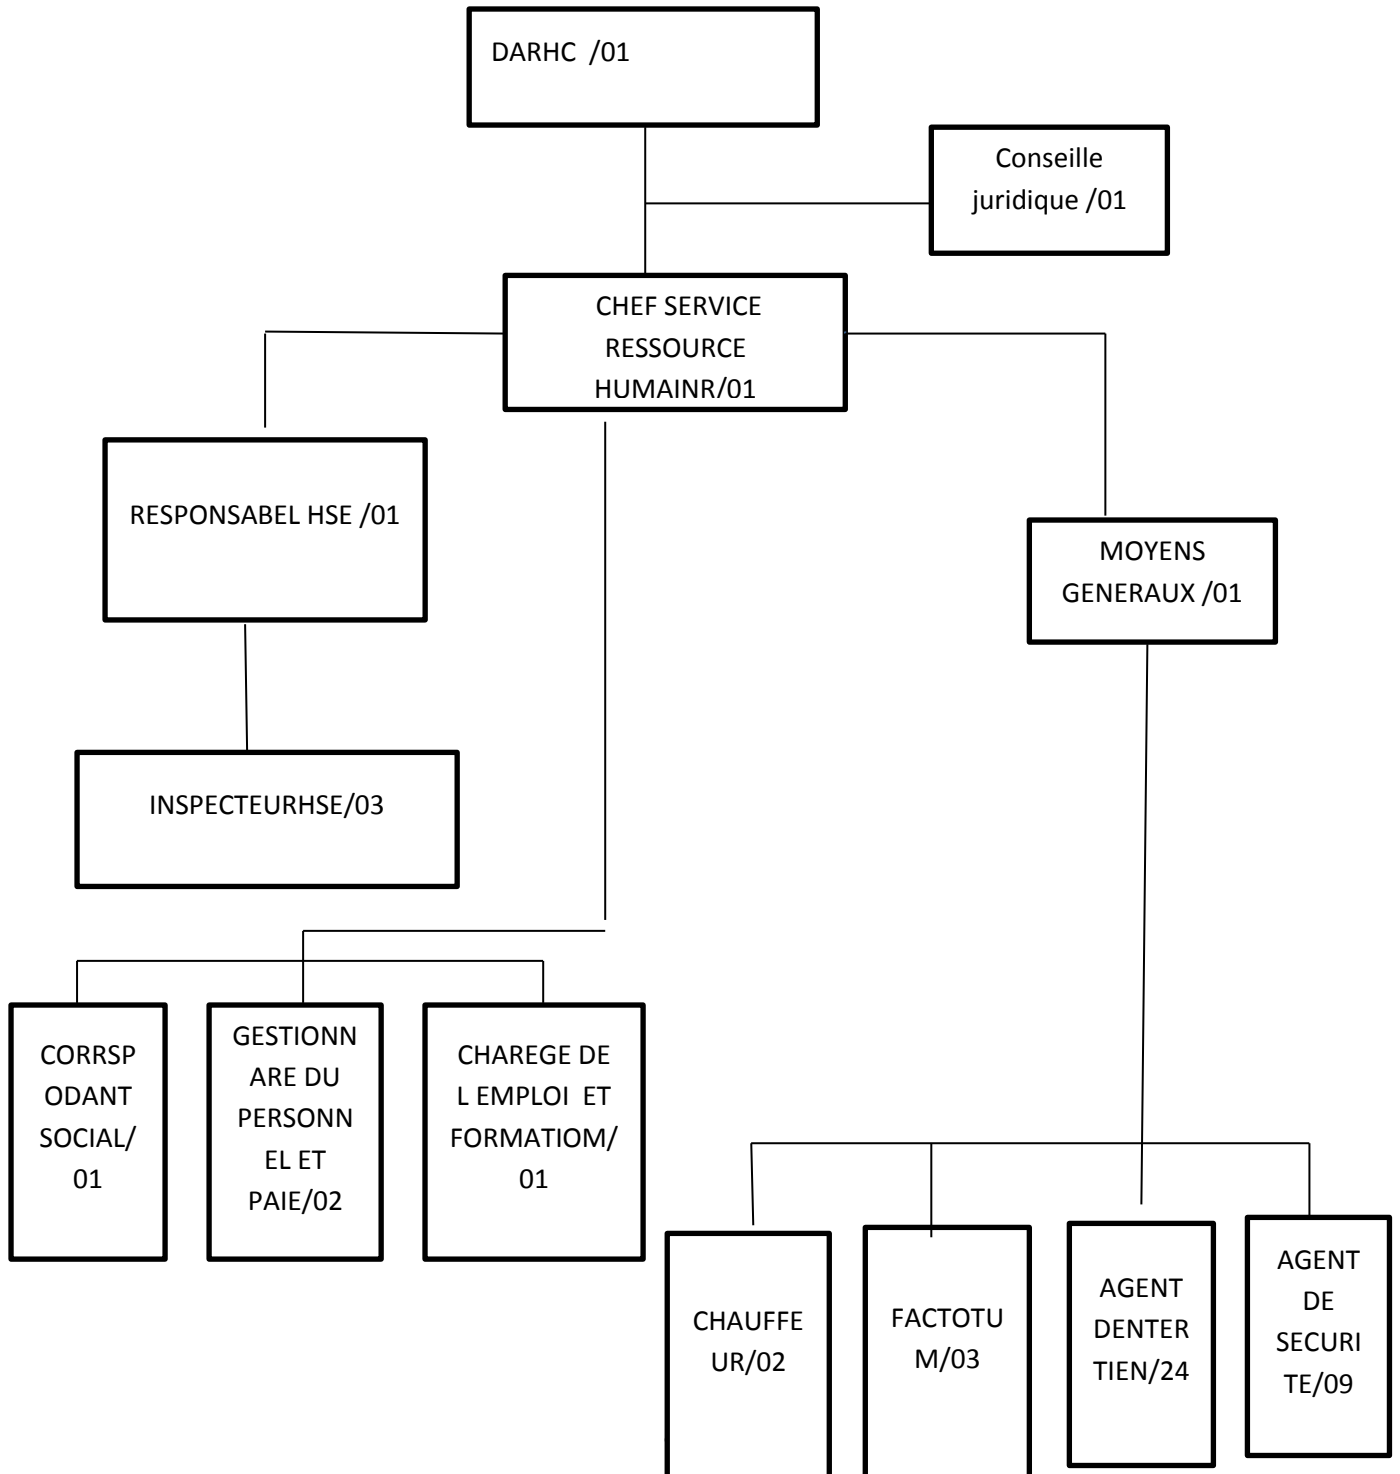 DARHC /01
Conseille
juridique /01
CHEF SERVICE
RESSOURCE
HUMAINR/01
RESPONSABEL HSE /01
MOYENS
GENERAUX /01
INSPECTEURHSE/03
CORRSP
ODANT
SOCIAL/
01
GESTIONN
ARE DU
PERSONN
EL ET
PAIE/02
CHAREGE DE
L EMPLOI ET
FORMATIOM/
01
CHAUFFE
UR/02
FACTOTU
M/03
AGENT
DENTER
TIEN/24
AGENT
DE
SECURI
TE/09